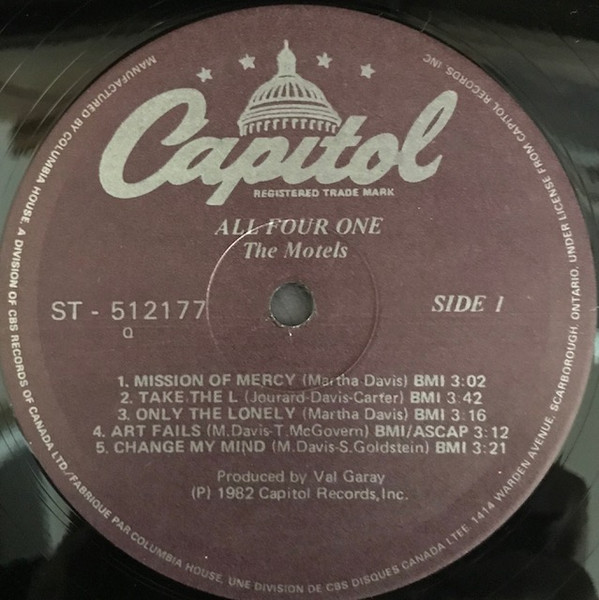 Capitol
REGISTERED TRADE MARK
ALL FOUR ONE
The Motels
ST - 512177
Q
SIDE 1
1. MISSION OF MERCY (Martha Davis) BMI 3:02
2. TAKE THE L (Jourard-Davis-Carter) BMI 3:42
3. ONLY THE LONELY (Martha Davis) BMI 3:16
4. ART FAILS (M.Davis-T.McGovern) BMI/ASCAP 3:12
5. CHANGE MY MIND (M.Davis-S.Goldstein) BMI 3:21
Produced by Val Garay
(P) 1982 Capitol Records, Inc.
MANUFACTURED BY COLUMBIA HOUSE, A DIVISION OF CBS RECORDS OF CANADA LTD./FABRIQUE PAR COLUMBIA HOUSE, UNE DIVISION DE CBS DISQUES CANADA LTEE. 1414 WARDEN AVENUE, SCARBOROUGH, ONTARIO, UNDER LICENSE FROM CAPITOL RECORDS, INC.